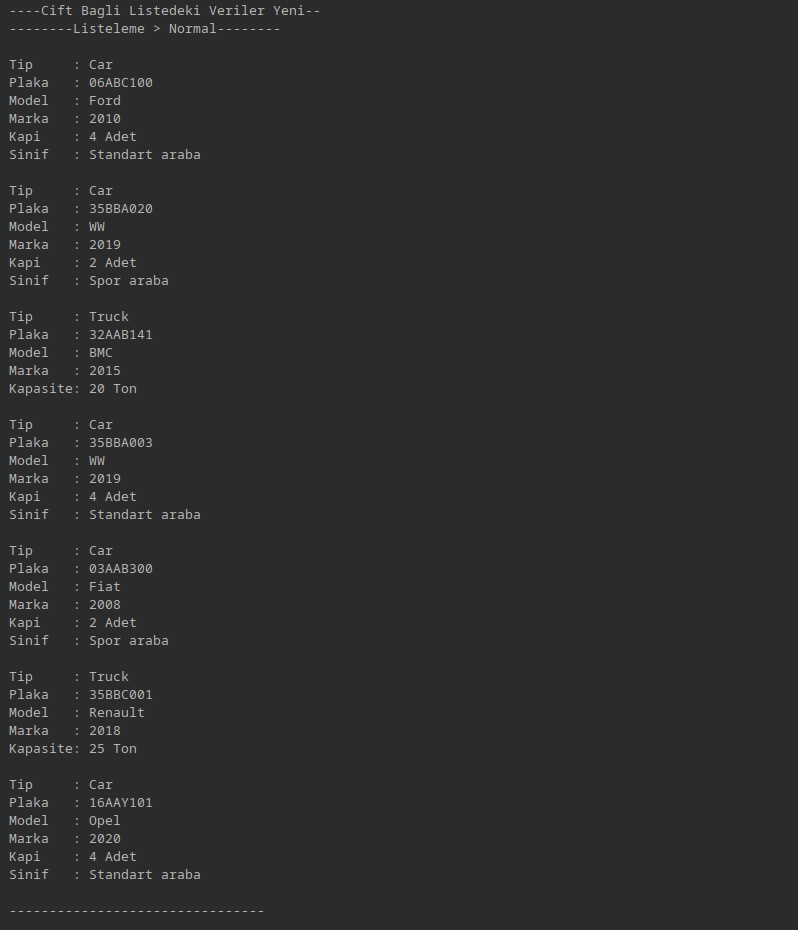 ----Cift Bagli Listedeki Veriler Yeni--
--------Listeleme > Normal--------
Tip     : Car
Plaka   : 06ABC100
Model   : Ford
Marka   : 2010
Kapi    : 4 Adet
Sinif   : Standart araba
Tip     : Car
Plaka   : 35BBA020
Model   : WW
Marka   : 2019
Kapi    : 2 Adet
Sinif   : Spor araba
Tip     : Truck
Plaka   : 32AAB141
Model   : BMC
Marka   : 2015
Kapasite: 20 Ton
Tip     : Car
Plaka   : 35BBA003
Model   : WW
Marka   : 2019
Kapi    : 4 Adet
Sinif   : Standart araba
Tip     : Car
Plaka   : 03AAB300
Model   : Fiat
Marka   : 2008
Kapi    : 2 Adet
Sinif   : Spor araba
Tip     : Truck
Plaka   : 35BBC001
Model   : Renault
Marka   : 2018
Kapasite: 25 Ton
Tip     : Car
Plaka   : 16AAY101
Model   : Opel
Marka   : 2020
Kapi    : 4 Adet
Sinif   : Standart araba
--------------------------------